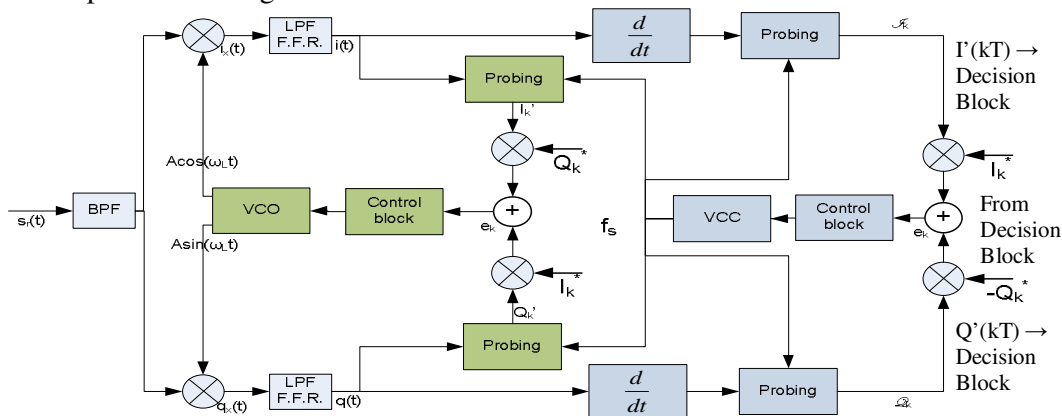 LPF
F.F.R.
i_x(t)
i(t)
d
dt
Probing
ℐ_k
I'(kT) →
Decision
Block
Probing
I_k'
Q_k^*
I_k^*
Acos(ω_Lt)
s_r(t)
BPF
VCO
Control
block
e_k
+
f_s
VCC
Control
block
e_k
+
From
Decision
Block
Asin(ω_Lt)
I_k^*
-Q_k^*
Q_k'
Probing
Q'(kT) →
Decision
Block
LPF
F.F.R.
q_x(t)
q(t)
d
dt
Probing
𝒬_k